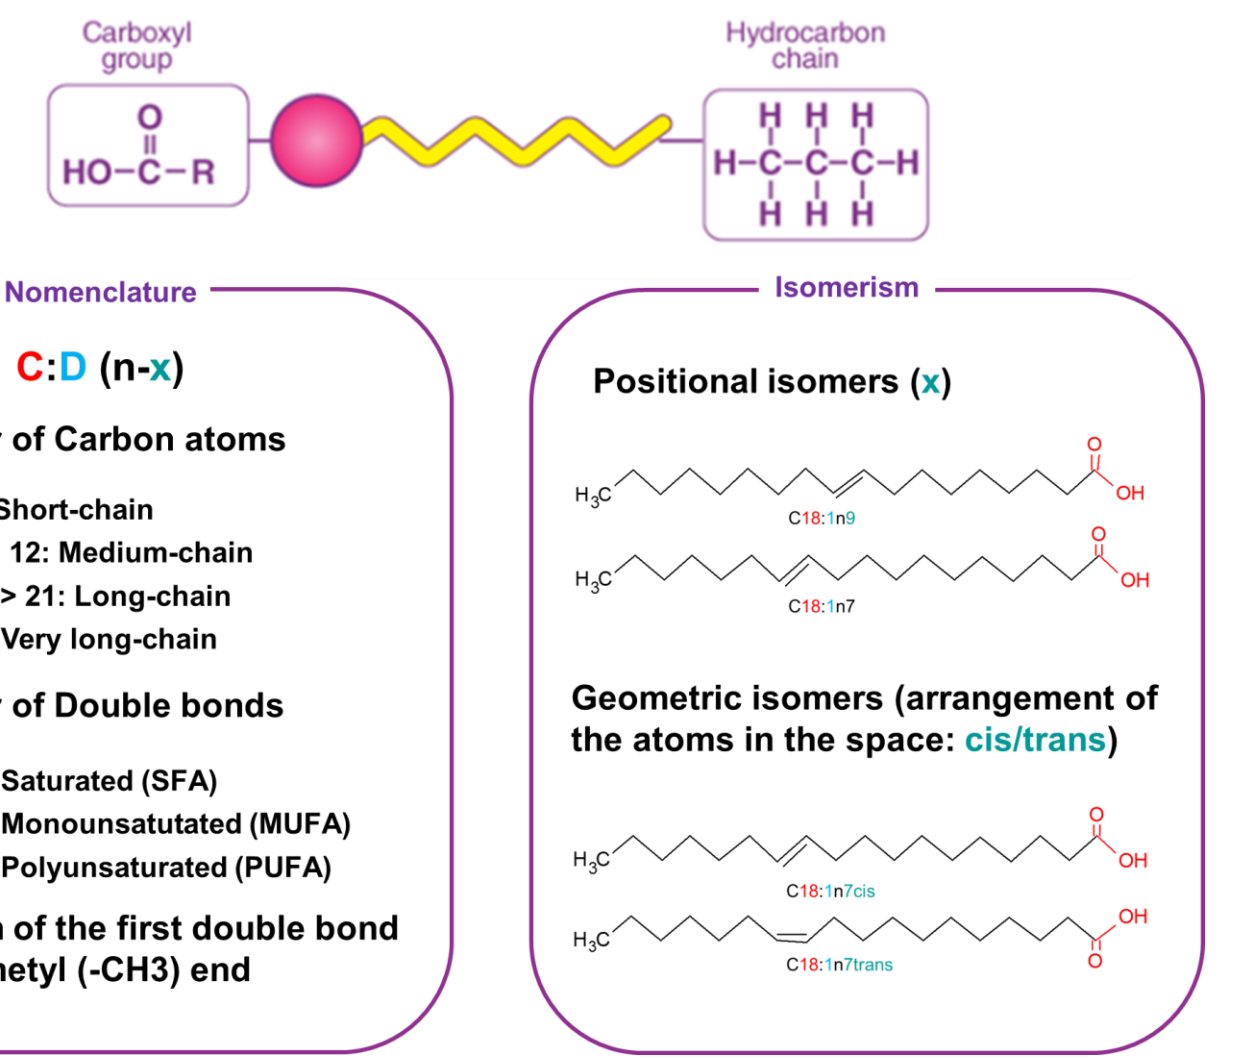 Carboxyl
group
O
HO–C–R
Hydrocarbon
chain
H H H
H–C–C–C–H
H H H
Nomenclature
C:D (n-x)
of Carbon atoms
Short-chain
12: Medium-chain
> 21: Long-chain
Very long-chain
of Double bonds
Saturated (SFA)
Monounsatutated (MUFA)
Polyunsaturated (PUFA)
of the first double bond
metyl (-CH3) end
Isomerism
Positional isomers (x)
O
H3C
OH
C18:1n9
O
H3C
OH
C18:1n7
Geometric isomers (arrangement of
the atoms in the space: cis/trans)
O
H3C
OH
C18:1n7cis
OH
H3C
O
C18:1n7trans